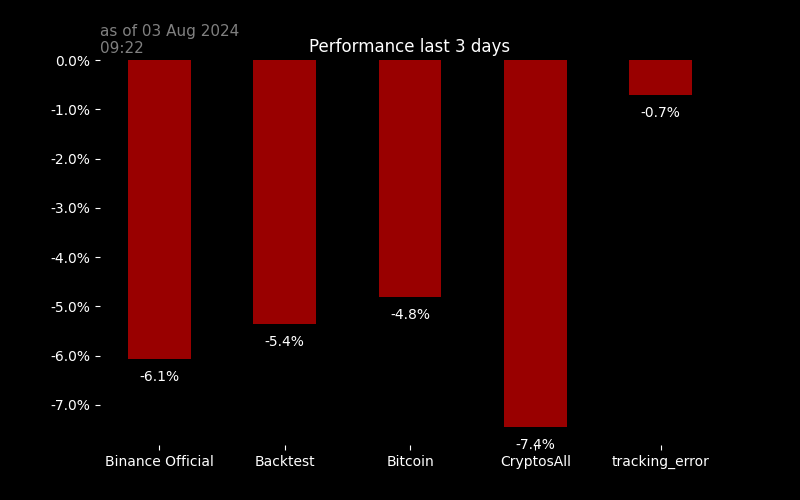 as of 03 Aug 2024
09:22
Performance last 3 days
0.0%
-1.0%
-2.0%
-3.0%
-4.0%
-5.0%
-6.0%
-7.0%
-6.1%
-5.4%
-4.8%
-7.4%
-0.7%
Binance Official
Backtest
Bitcoin
CryptosAll
tracking_error